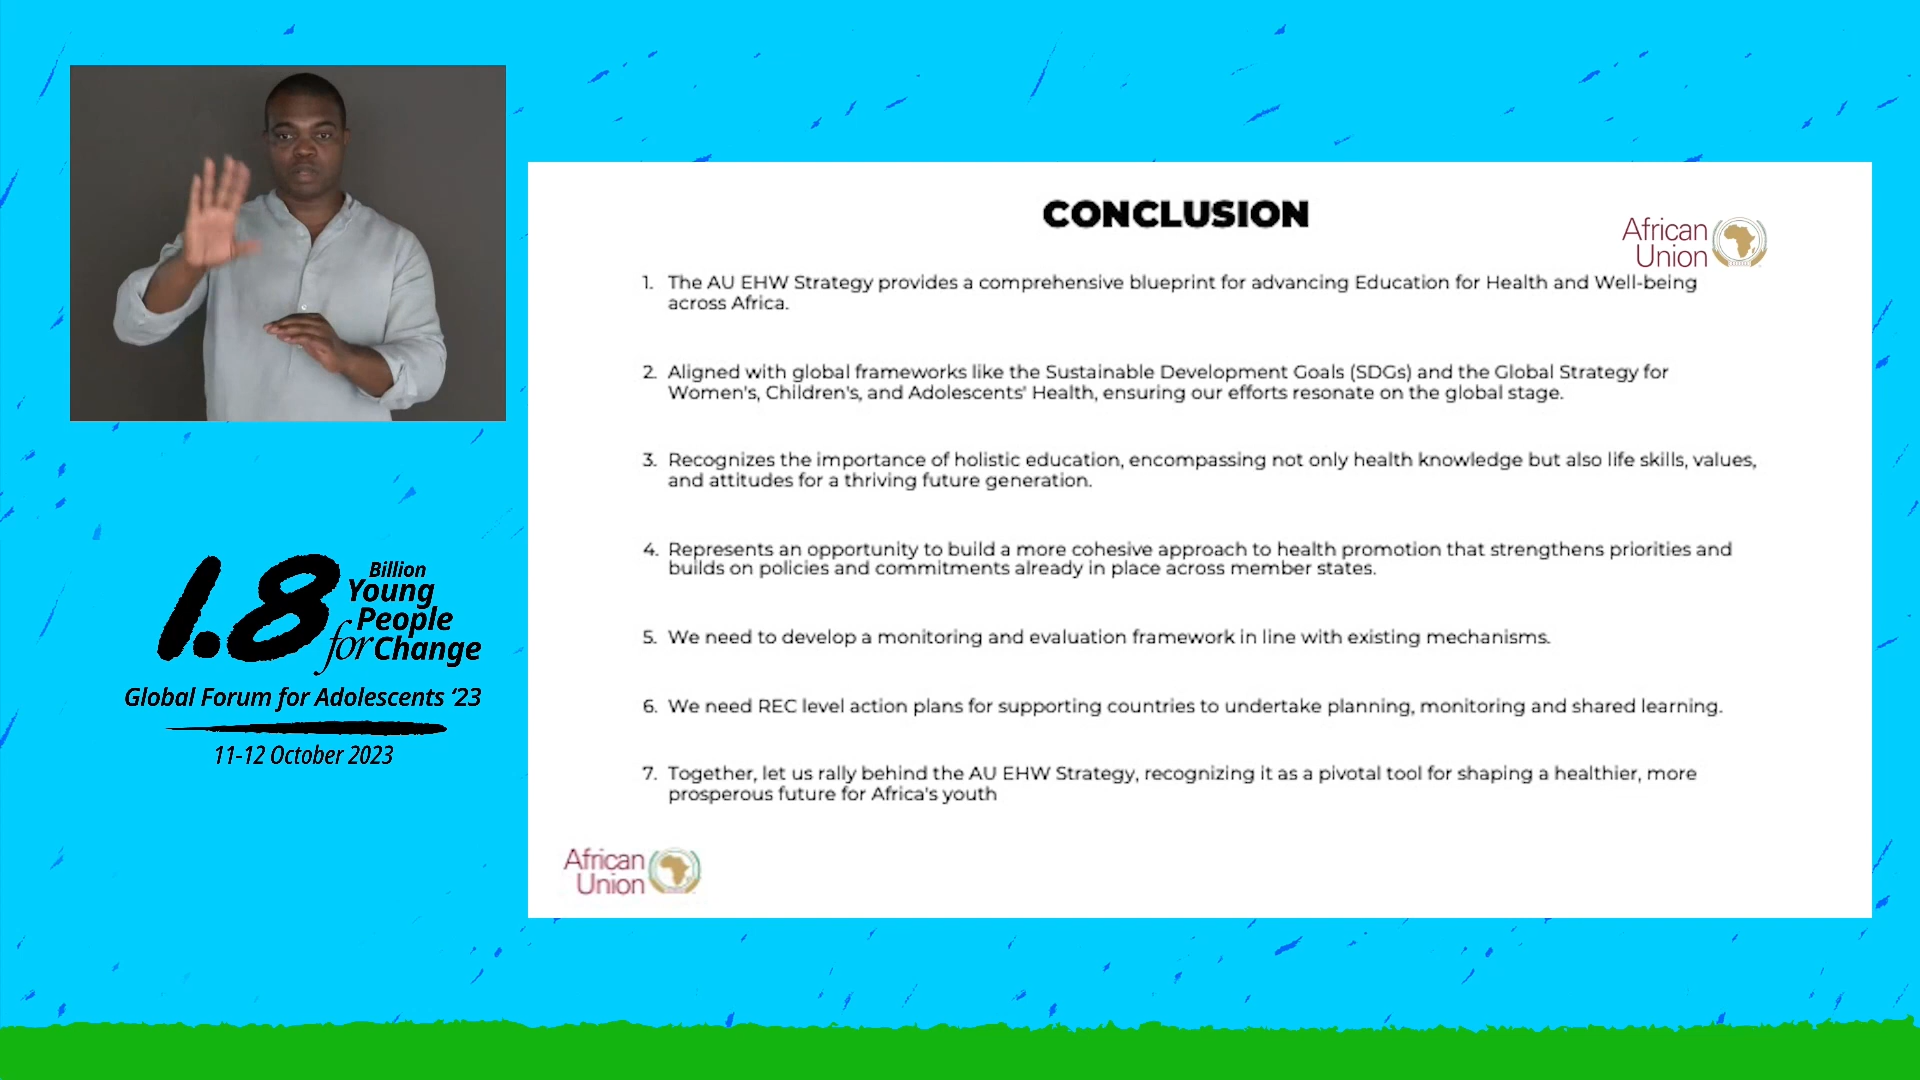 CONCLUSION
African
Union
1. The AU EHW Strategy provides a comprehensive blueprint for advancing Education for Health and Well-being
across Africa.
2. Aligned with global frameworks like the Sustainable Development Goals (SDGs) and the Global Strategy for
Women's, Children's, and Adolescents' Health, ensuring our efforts resonate on the global stage.
3. Recognizes the importance of holistic education, encompassing not only health knowledge but also life skills, values,
and attitudes for a thriving future generation.
4. Represents an opportunity to build a more cohesive approach to health promotion that strengthens priorities and
builds on policies and commitments already in place across member states.
5. We need to develop a monitoring and evaluation framework in line with existing mechanisms.
6. We need REC level action plans for supporting countries to undertake planning, monitoring and shared learning.
7. Together, let us rally behind the AU EHW Strategy, recognizing it as a pivotal tool for shaping a healthier, more
prosperous future for Africa's youth
African
Union
1.8 Billion
Young
People
for Change
Global Forum for Adolescents ‘23
11-12 October 2023